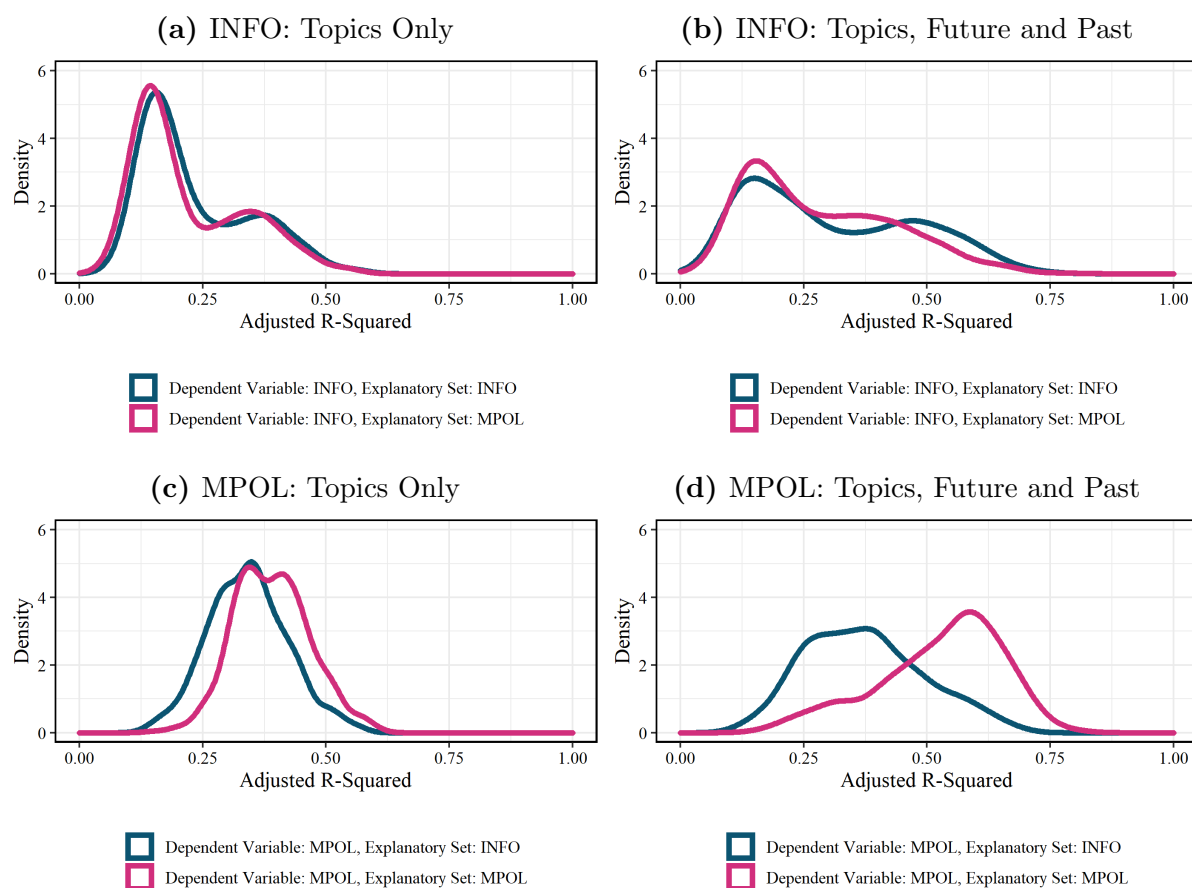 (a) INFO: Topics Only
(b) INFO: Topics, Future and Past
6
4
2
0
Density
0.00 0.25 0.50 0.75 1.00
Adjusted R-Squared
6
4
2
0
Density
0.00 0.25 0.50 0.75 1.00
Adjusted R-Squared
Dependent Variable: INFO, Explanatory Set: INFO
Dependent Variable: INFO, Explanatory Set: MPOL
Dependent Variable: INFO, Explanatory Set: INFO
Dependent Variable: INFO, Explanatory Set: MPOL
(c) MPOL: Topics Only
(d) MPOL: Topics, Future and Past
6
4
2
0
Density
0.00 0.25 0.50 0.75 1.00
Adjusted R-Squared
6
4
2
0
Density
0.00 0.25 0.50 0.75 1.00
Adjusted R-Squared
Dependent Variable: MPOL, Explanatory Set: INFO
Dependent Variable: MPOL, Explanatory Set: MPOL
Dependent Variable: MPOL, Explanatory Set: INFO
Dependent Variable: MPOL, Explanatory Set: MPOL